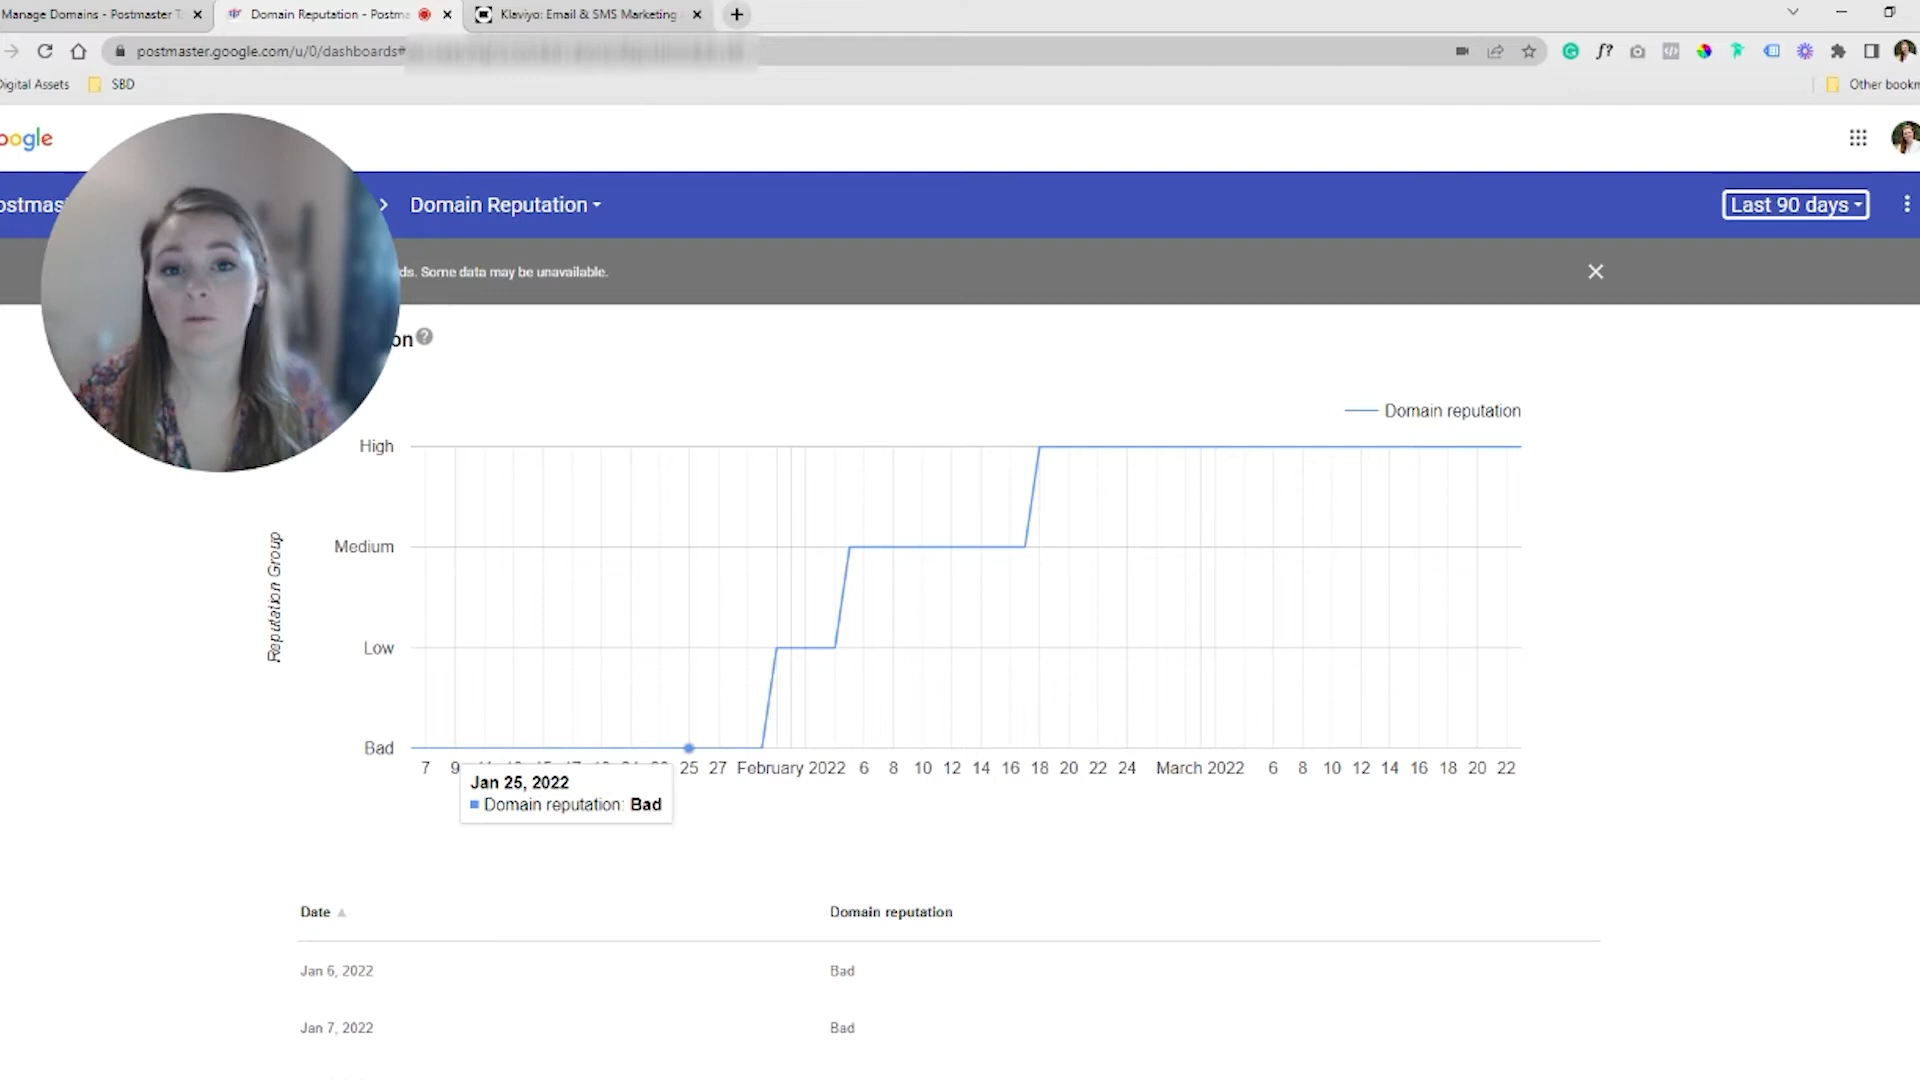 Manage Domains - Postmaster T
Domain Reputation - Postma
Klaviyo: Email & SMS Marketing
postmaster.google.com/u/0/dashboards#
Digital Assets
SBD
Other bookm
oogle
ostmas
Domain Reputation
Last 90 days
ds. Some data may be unavailable.
on
Domain reputation
High
Medium
Low
Bad
Reputation Group
7 9 25 27 February 2022 6 8 10 12 14 16 18 20 22 24 March 2022 6 8 10 12 14 16 18 20 22
Jan 25, 2022
Domain reputation: Bad
Date
Domain reputation
Jan 6, 2022
Bad
Jan 7, 2022
Bad